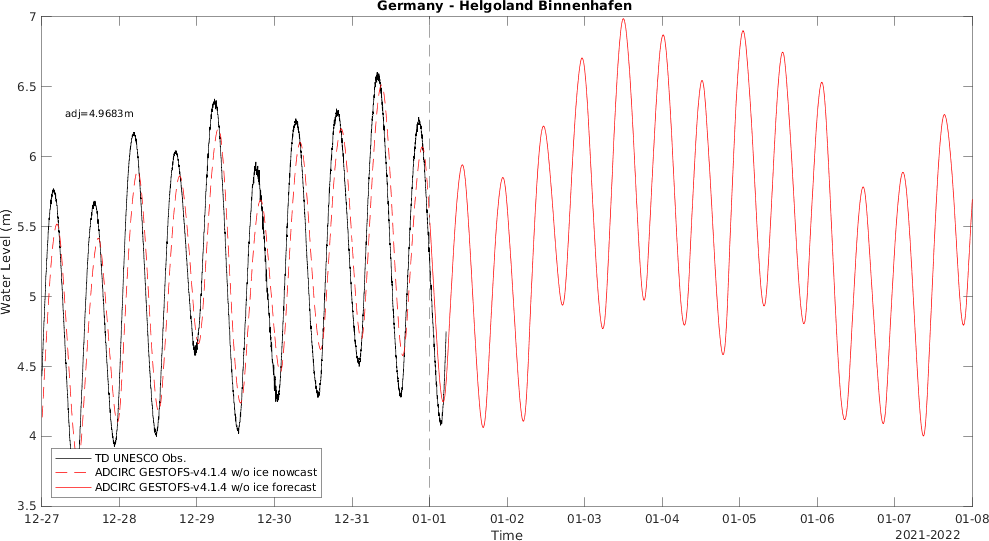 Germany - Helgoland Binnenhafen
7
6.5
adj=4.9683m
6
5.5
Water Level (m)
5
4.5
4
3.5
TD UNESCO Obs.
ADCIRC GESTOFS-v4.1.4 w/o ice nowcast
ADCIRC GESTOFS-v4.1.4 w/o ice forecast
12-27 12-28 12-29 12-30 12-31 01-01 01-02 01-03 01-04 01-05 01-06 01-07 01-08
Time
2021-2022